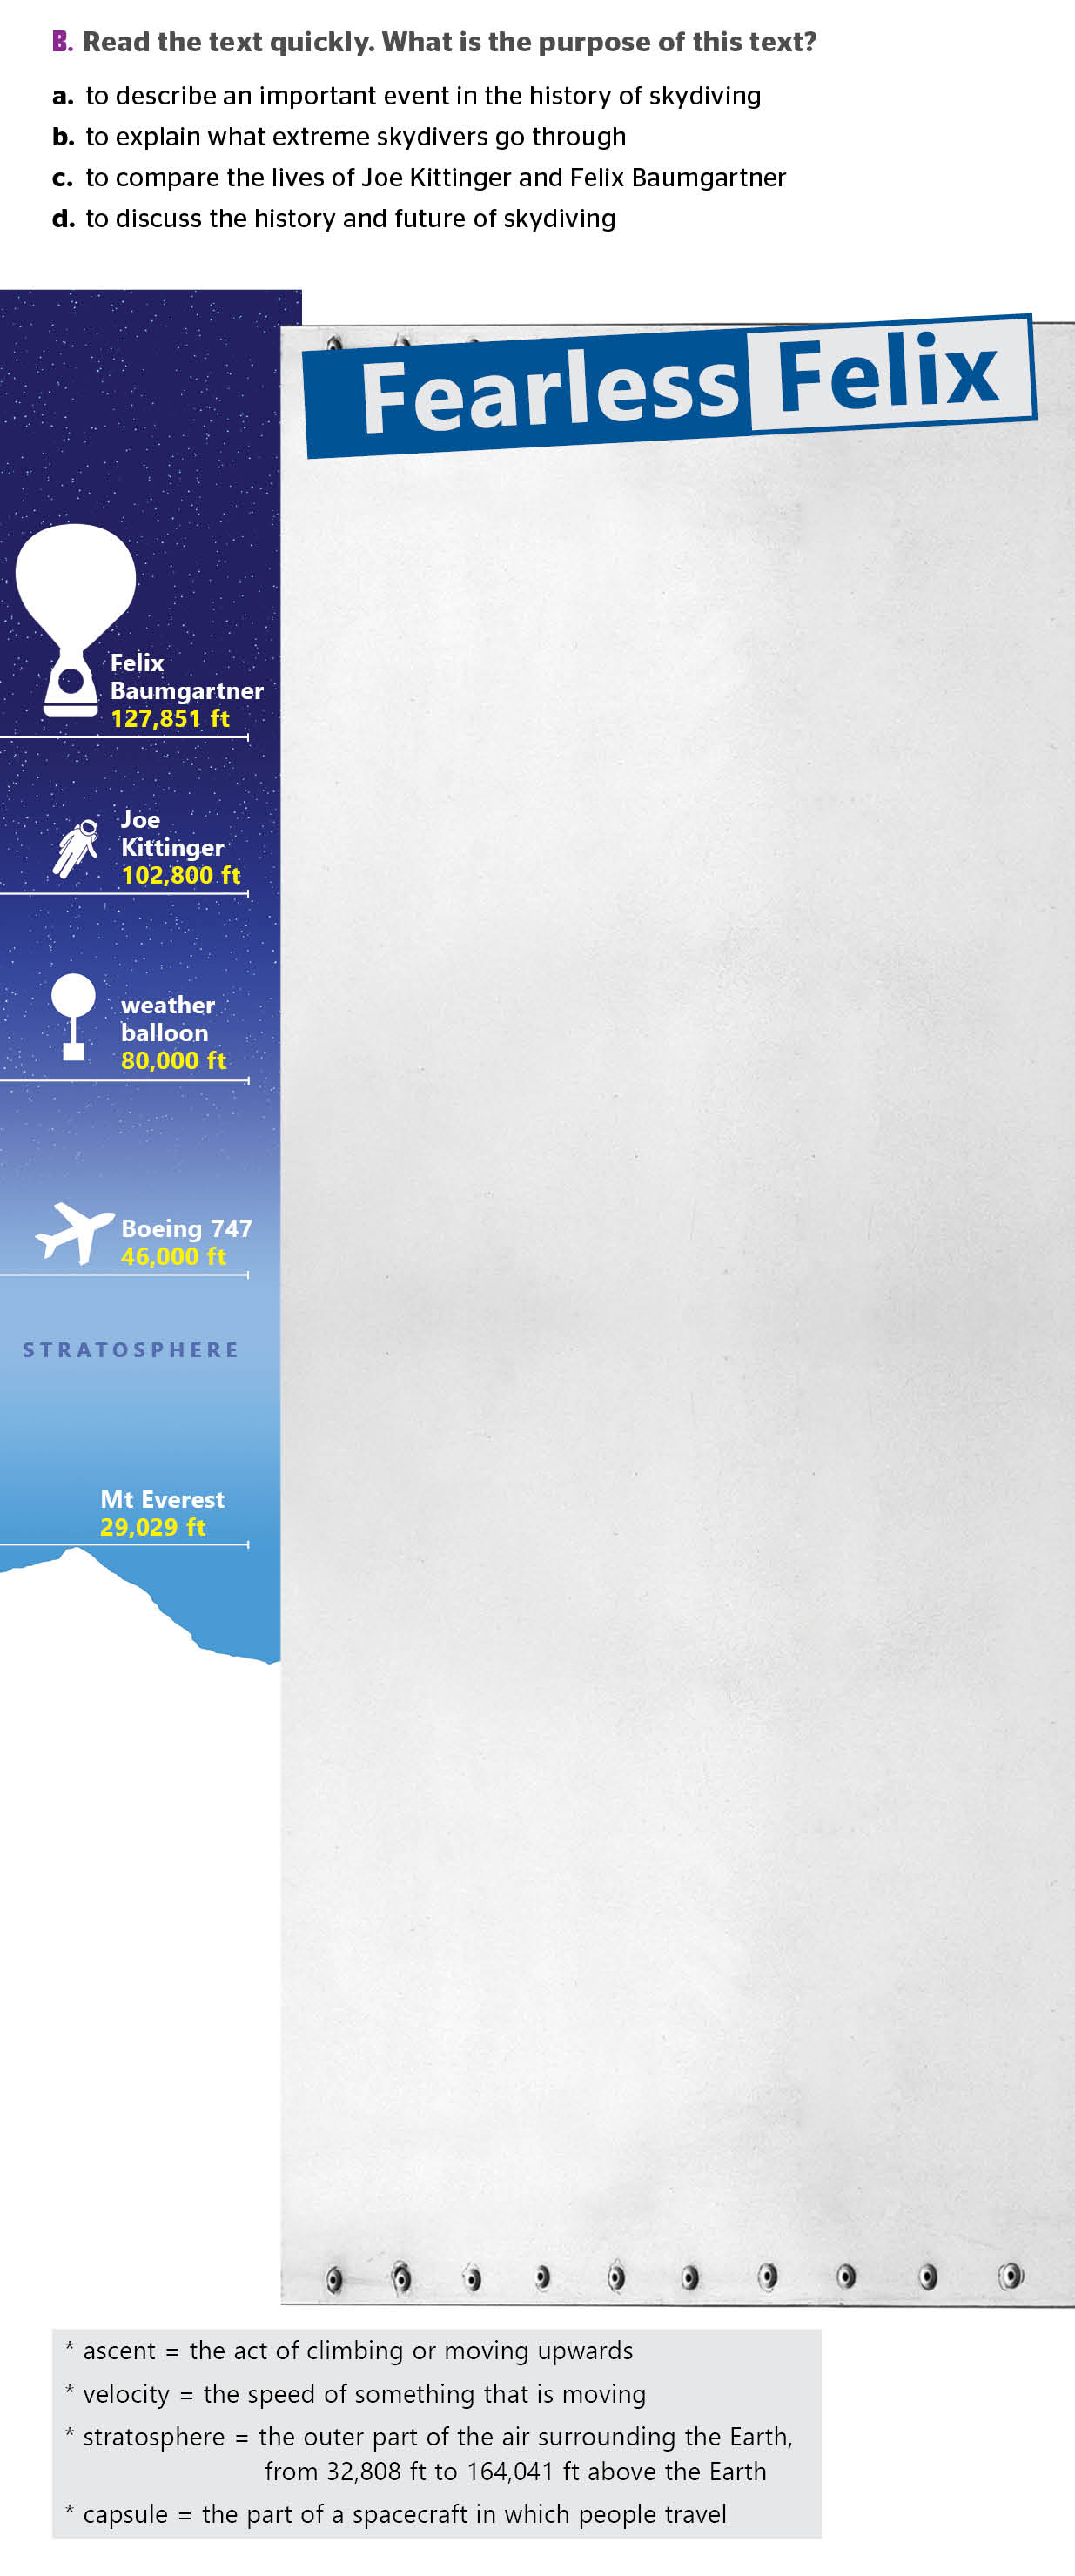 B. Read the text quickly. What is the purpose of this text?
a. to describe an important event in the history of skydiving
b. to explain what extreme skydivers go through
c. to compare the lives of Joe Kittinger and Felix Baumgartner
d. to discuss the history and future of skydiving
Fearless Felix
Felix
Baumgartner
127,851 ft
Joe
Kittinger
102,800 ft
weather
balloon
80,000 ft
Boeing 747
46,000 ft
STRATOSPHERE
Mt Everest
29,029 ft
* ascent = the act of climbing or moving upwards
* velocity = the speed of something that is moving
* stratosphere = the outer part of the air surrounding the Earth,
from 32,808 ft to 164,041 ft above the Earth
* capsule = the part of a spacecraft in which people travel